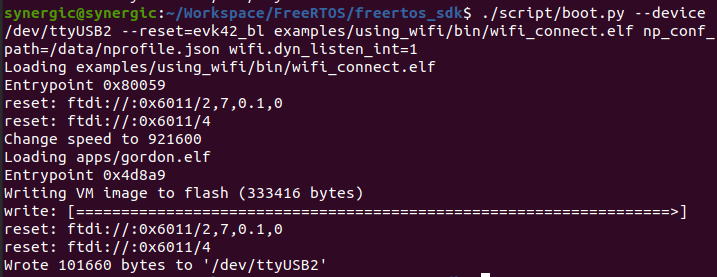 synergic@synergic:~/Workspace/FreeRTOS/freertos_sdk$ ./script/boot.py --device
/dev/ttyUSB2 --reset=evk42_bl examples/using_wifi/bin/wifi_connect.elf np_conf_
path=/data/nprofile.json wifi.dyn_listen_int=1
Loading examples/using_wifi/bin/wifi_connect.elf
Entrypoint 0x80059
reset: ftdi://:0x6011/2,7,0.1,0
reset: ftdi://:0x6011/4
Change speed to 921600
Loading apps/gordon.elf
Entrypoint 0x4d8a9
Writing VM image to flash (333416 bytes)
write: [==================================================================>]
reset: ftdi://:0x6011/2,7,0.1,0
reset: ftdi://:0x6011/4
Wrote 101660 bytes to '/dev/ttyUSB2'